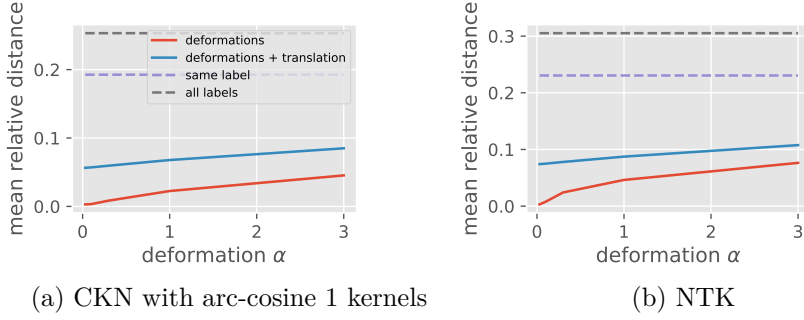 mean relative distance
0.2
0.1
0.0
deformations
deformations + translation
same label
all labels
0 1 2 3
deformation α
(a) CKN with arc-cosine 1 kernels
mean relative distance
0.3
0.2
0.1
0.0
0 1 2 3
deformation α
(b) NTK